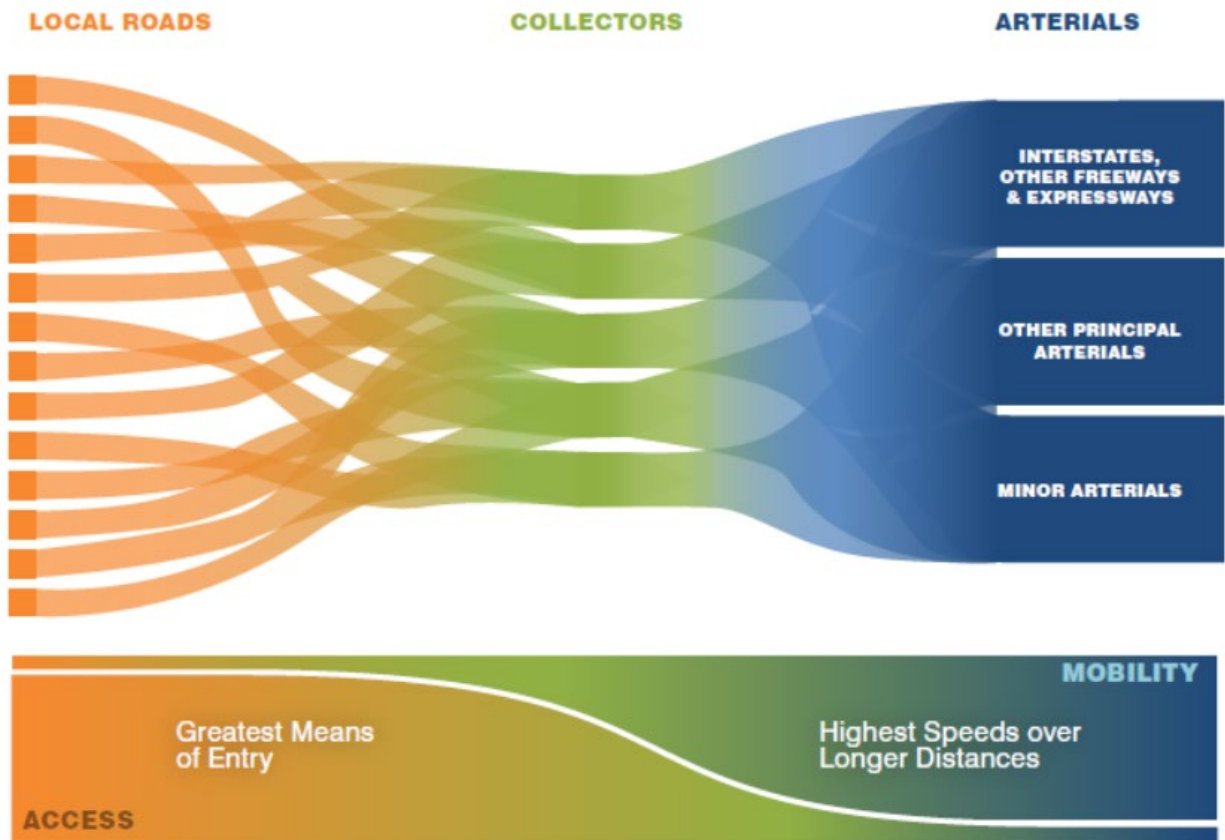 LOCAL ROADS
COLLECTORS
ARTERIALS
INTERSTATES,
OTHER FREEWAYS
& EXPRESSWAYS
OTHER PRINCIPAL
ARTERIALS
MINOR ARTERIALS
MOBILITY
Greatest Means
of Entry
Highest Speeds over
Longer Distances
ACCESS